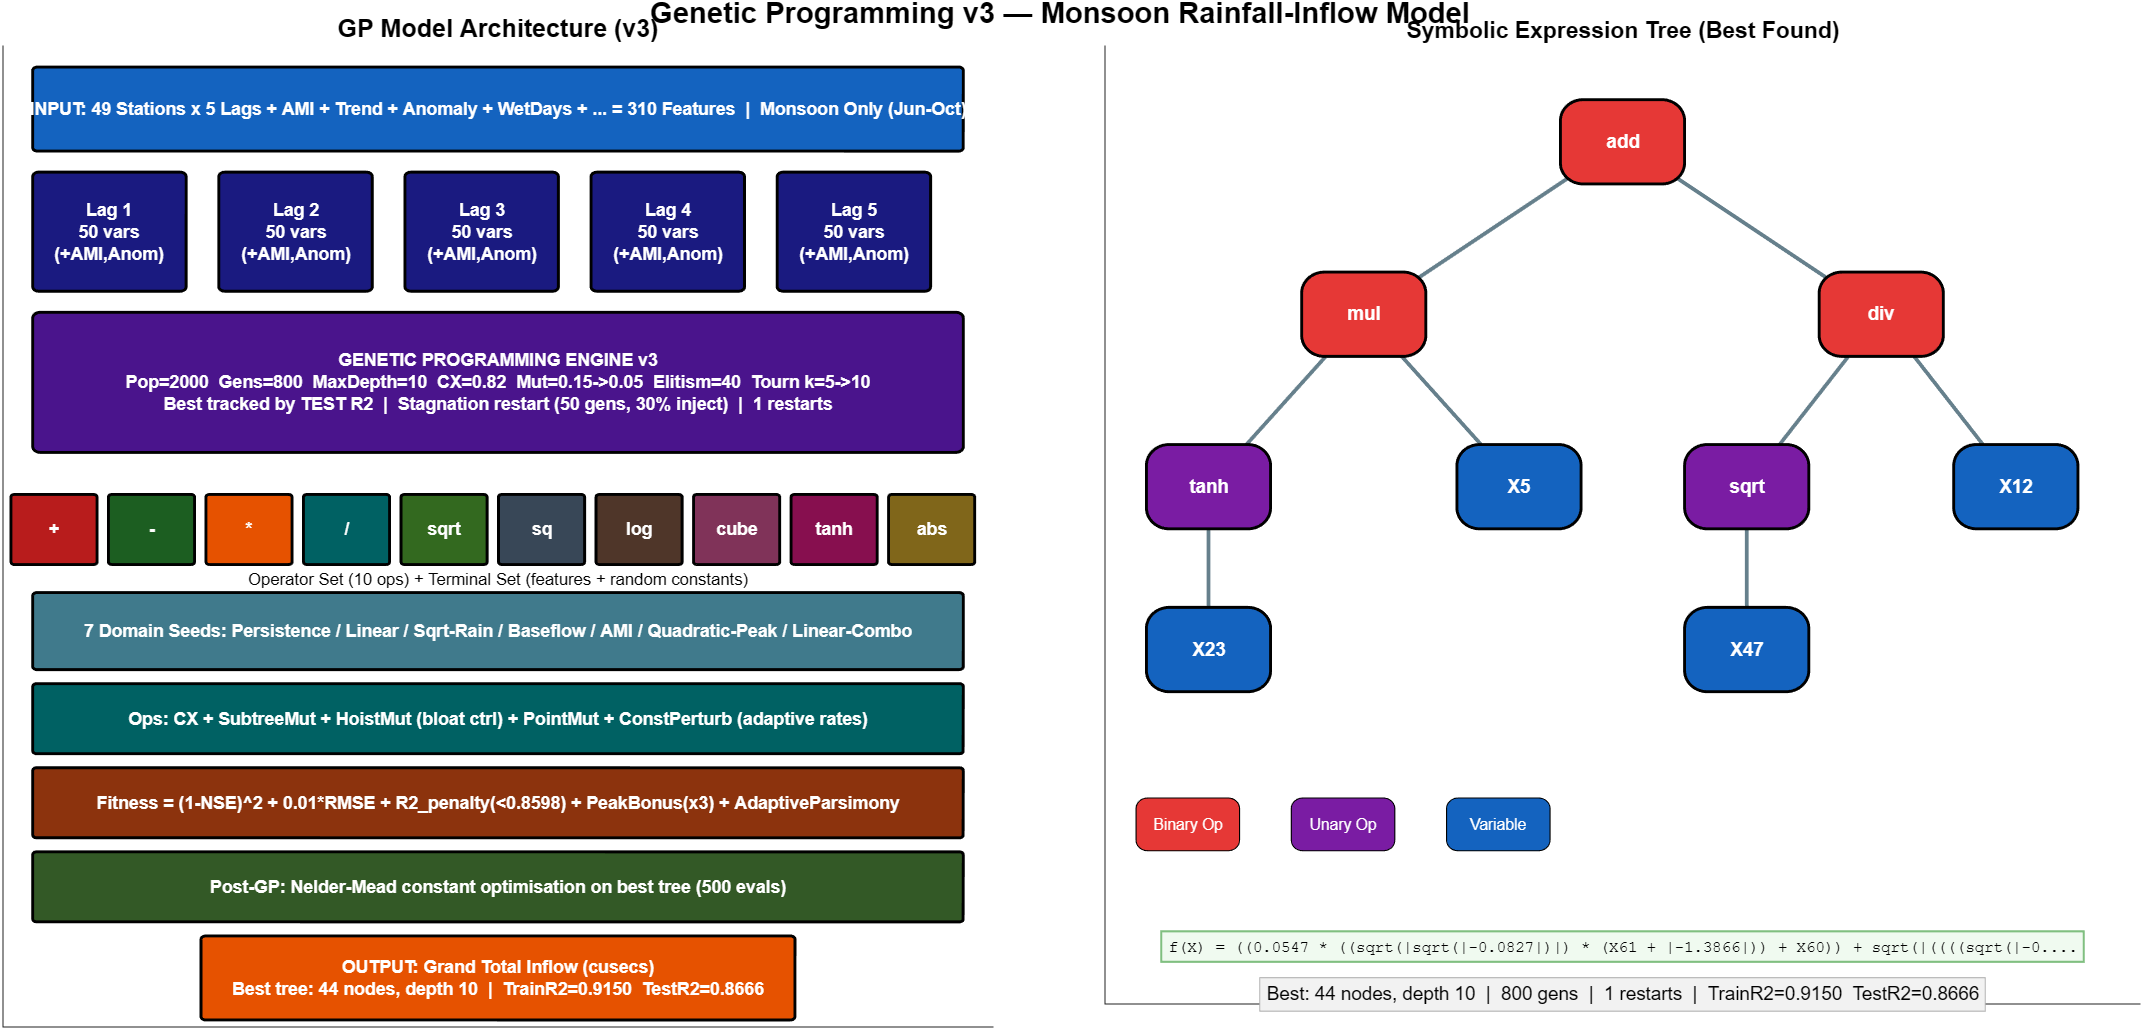 Genetic Programming v3 — Monsoon Rainfall-Inflow Model
GP Model Architecture (v3)
INPUT: 49 Stations x 5 Lags + AMI + Trend + Anomaly + WetDays + ... = 310 Features | Monsoon Only (Jun-Oct)
Lag 1
50 vars
(+AMI,Anom)
Lag 2
50 vars
(+AMI,Anom)
Lag 3
50 vars
(+AMI,Anom)
Lag 4
50 vars
(+AMI,Anom)
Lag 5
50 vars
(+AMI,Anom)
GENETIC PROGRAMMING ENGINE v3
Pop=2000 Gens=800 MaxDepth=10 CX=0.82 Mut=0.15->0.05 Elitism=40 Tourn k=5->10
Best tracked by TEST R2 | Stagnation restart (50 gens, 30% inject) | 1 restarts
+
-
*
/
sqrt
sq
log
cube
tanh
abs
Operator Set (10 ops) + Terminal Set (features + random constants)
7 Domain Seeds: Persistence / Linear / Sqrt-Rain / Baseflow / AMI / Quadratic-Peak / Linear-Combo
Ops: CX + SubtreeMut + HoistMut (bloat ctrl) + PointMut + ConstPerturb (adaptive rates)
Fitness = (1-NSE)^2 + 0.01*RMSE + R2_penalty(<0.8598) + PeakBonus(x3) + AdaptiveParsimony
Post-GP: Nelder-Mead constant optimisation on best tree (500 evals)
OUTPUT: Grand Total Inflow (cusecs)
Best tree: 44 nodes, depth 10 | TrainR2=0.9150 TestR2=0.8666
Symbolic Expression Tree (Best Found)
add
mul
div
tanh
X5
sqrt
X12
X23
X47
Binary Op
Unary Op
Variable
f(X) = ((0.0547 * ((sqrt(|sqrt(|-0.0827|)|) * (X61 + |-1.3866|)) + X60)) + sqrt(|((((sqrt(|-0....
Best: 44 nodes, depth 10 | 800 gens | 1 restarts | TrainR2=0.9150 TestR2=0.8666